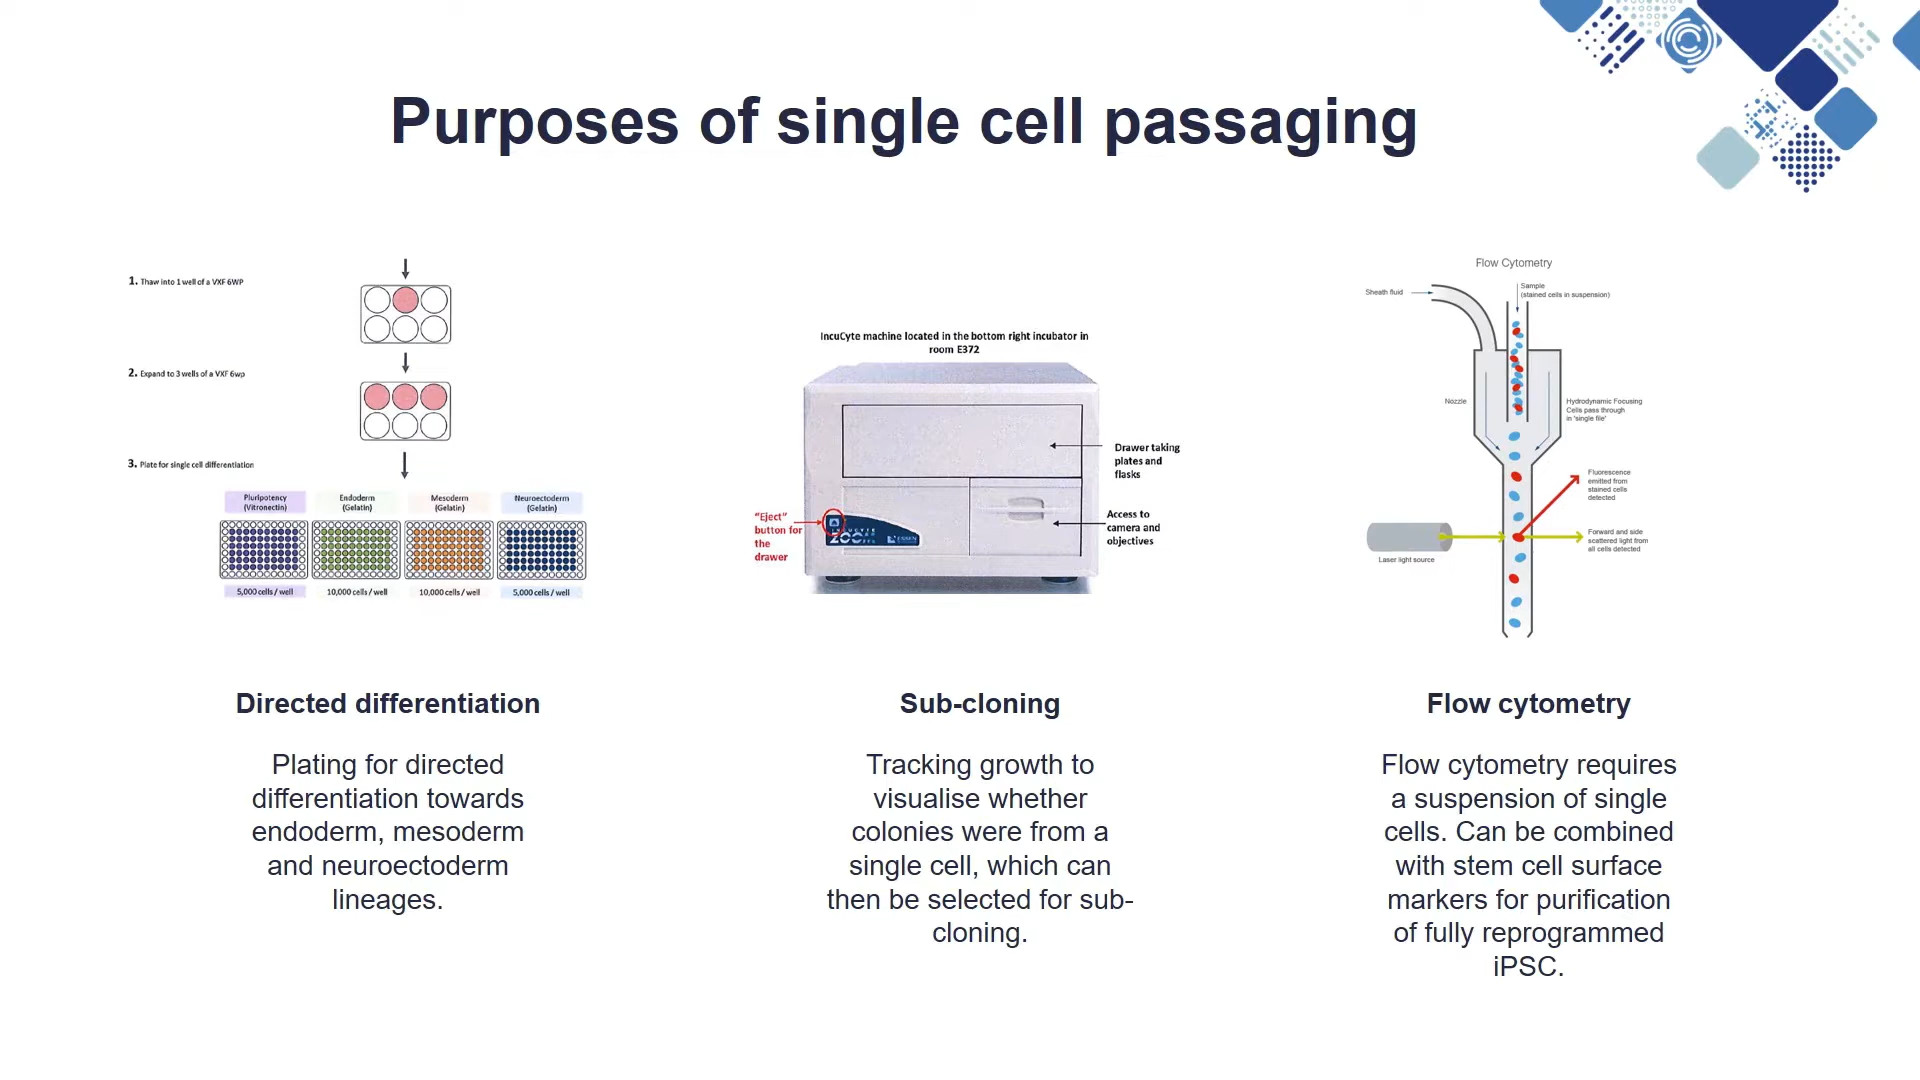 Purposes of single cell passaging
1. Thaw into 1 well of a VXF 6WP
2. Expand to 3 wells of a VXF 6wp
3. Plate for single cell differentiation
Pluripotency
(Vitronectin)
Endoderm
(Gelatin)
Mesoderm
(Gelatin)
Neuroectoderm
(Gelatin)
5,000 cells / well
10,000 cells / well
10,000 cells / well
5,000 cells / well
Directed differentiation
Plating for directed
differentiation towards
endoderm, mesoderm
and neuroectoderm
lineages.
IncuCyte machine located in the bottom right incubator in
room E372
Drawer taking
plates and
flasks
"Eject"
button for
the
drawer
INCUCYTE
ZOOM
ESSEN
Access to
camera and
objectives
Sub-cloning
Tracking growth to
visualise whether
colonies were from a
single cell, which can
then be selected for sub-
cloning.
Flow Cytometry
Sheath fluid
Sample
(stained cells in suspension)
Nozzle
Hydrodynamic Focusing
Cells pass through
in 'single file'
Fluorescence
emitted from
stained cells
detected
Forward and side
scattered light from
all cells detected
Laser light source
Flow cytometry
Flow cytometry requires
a suspension of single
cells. Can be combined
with stem cell surface
markers for purification
of fully reprogrammed
iPSC.